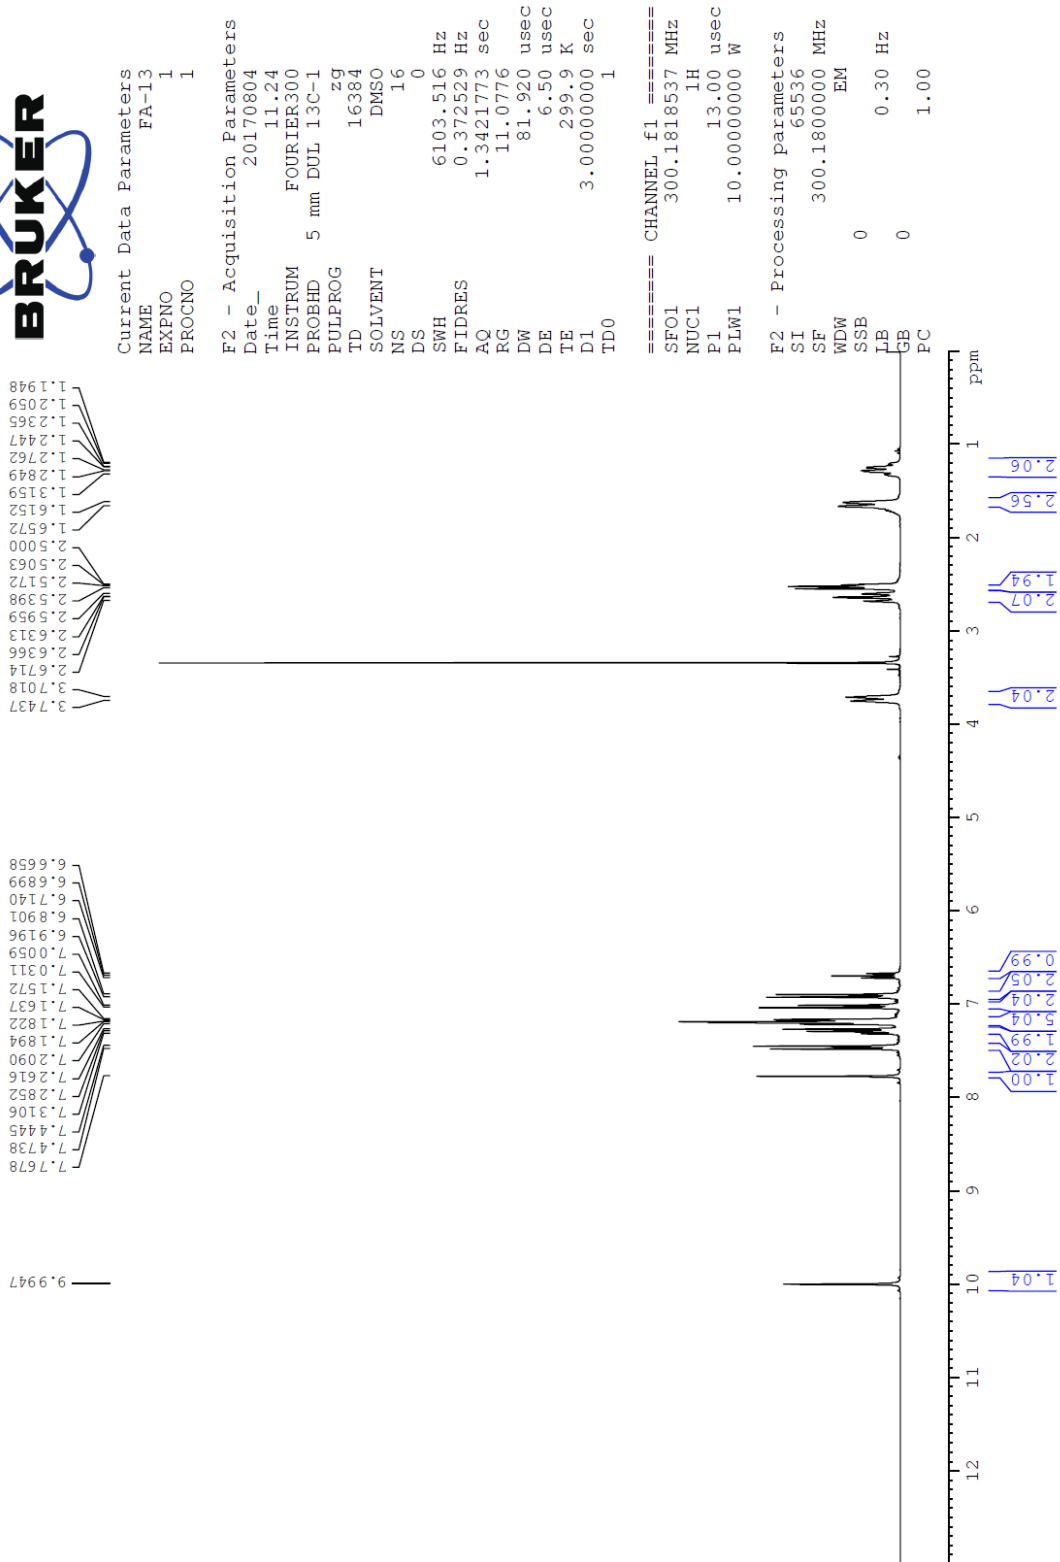 BRUKER
Current Data Parameters
NAME FA-13
EXPNO 1
PROCNO 1
F2 - Acquisition Parameters
Date_ 20170804
Time 11.24
INSTRUM FOURIER300
PROBHD 5 mm DUL 13C-1
PULPROG zg
TD 16384
SOLVENT DMSO
NS 16
DS 0
SWH 6103.516 Hz
FIDRES 0.372529 Hz
AQ 1.3421773 sec
RG 11.0776
DW 81.920 usec
DE 6.50 usec
TE 299.9 K
D1 3.00000000 sec
TD0 1
======== CHANNEL f1 ========
SFO1 300.1818537 MHz
NUC1 1H
P1 13.00 usec
PLW1 10.00000000 W
F2 - Processing parameters
SI 65536
SF 300.1800000 MHz
WDW EM
SSB 0
LB 0.30 Hz
GB 0
PC 1.00
1.1948
1.2059
1.2365
1.2447
1.2762
1.2849
1.3159
1.6152
1.6572
2.5000
2.5063
2.5172
2.5398
2.5959
2.6313
2.6366
2.6714
3.7018
3.7437
6.6658
6.6899
6.7140
6.8901
6.9196
7.0059
7.0311
7.1572
7.1637
7.1822
7.1894
7.2090
7.2616
7.2852
7.3106
7.4445
7.4738
7.7678
9.9947
ppm
1
2
3
4
5
6
7
8
9
10
11
12
2.06
2.56
1.94
2.07
2.04
0.99
2.05
2.04
5.04
1.99
2.02
1.00
1.04